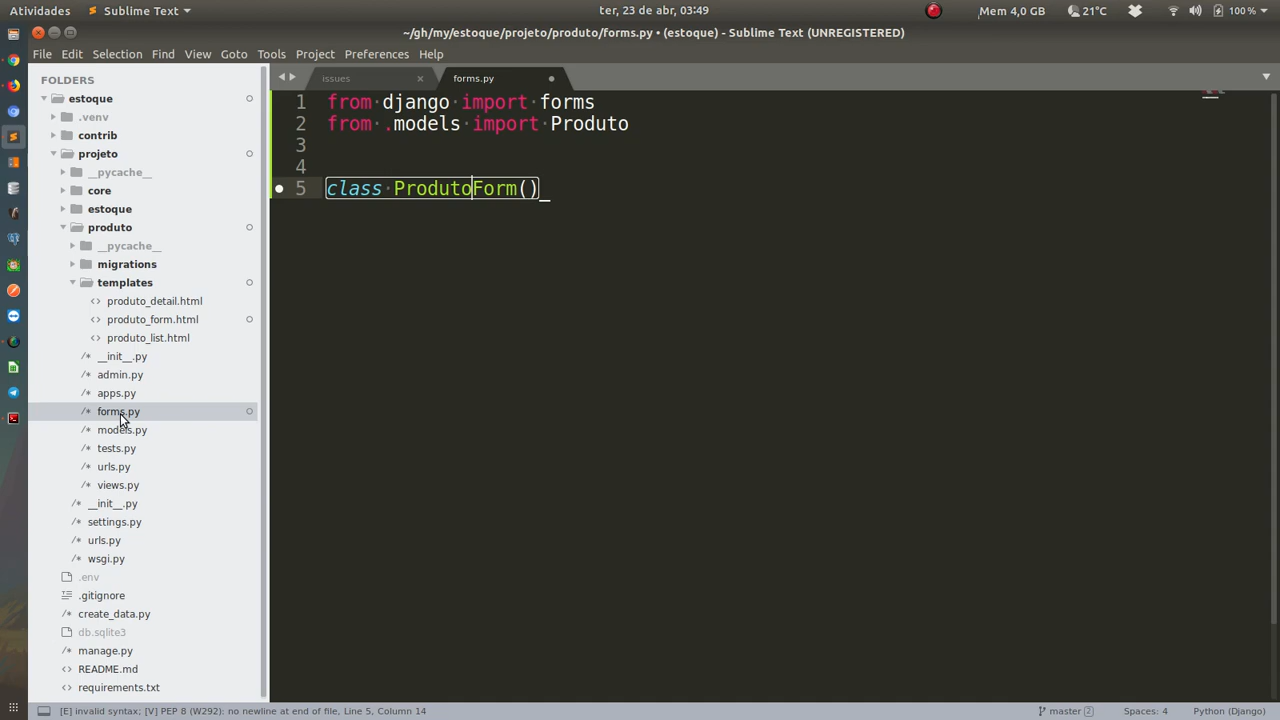 Atividades
Sublime Text
ter, 23 de abr, 03:49
Mem 4,0 GB
21°C
100 %
~/gh/my/estoque/projeto/produto/forms.py • (estoque) - Sublime Text (UNREGISTERED)
File Edit Selection Find View Goto Tools Project Preferences Help
FOLDERS
issues
forms.py
estoque
.venv
contrib
projeto
__pycache__
core
estoque
produto
__pycache__
migrations
templates
produto_detail.html
produto_form.html
produto_list.html
__init__.py
admin.py
apps.py
forms.py
models.py
tests.py
urls.py
views.py
__init__.py
settings.py
urls.py
wsgi.py
.env
.gitignore
create_data.py
db.sqlite3
manage.py
README.md
requirements.txt
1 from django import forms
2 from .models import Produto
3
4
5 class ProdutoForm()
[E] invalid syntax; [V] PEP 8 (W292): no newline at end of file, Line 5, Column 14
master 2
Spaces: 4
Python (Django)